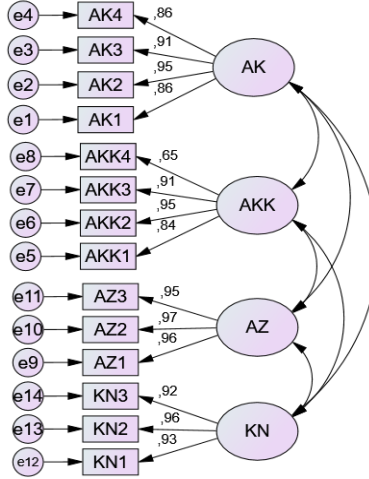 e4 AK4 ,86
e3 AK3 ,91
AK
e2 AK2 ,95
e1 AK1 ,86
e8 AKK4 ,65
e7 AKK3 ,91
AKK
e6 AKK2 ,95
e5 AKK1 ,84
e11 AZ3 ,95
e10 AZ2 ,97
AZ
e9 AZ1 ,96
e14 KN3 ,92
e13 KN2 ,96
KN
e12 KN1 ,93